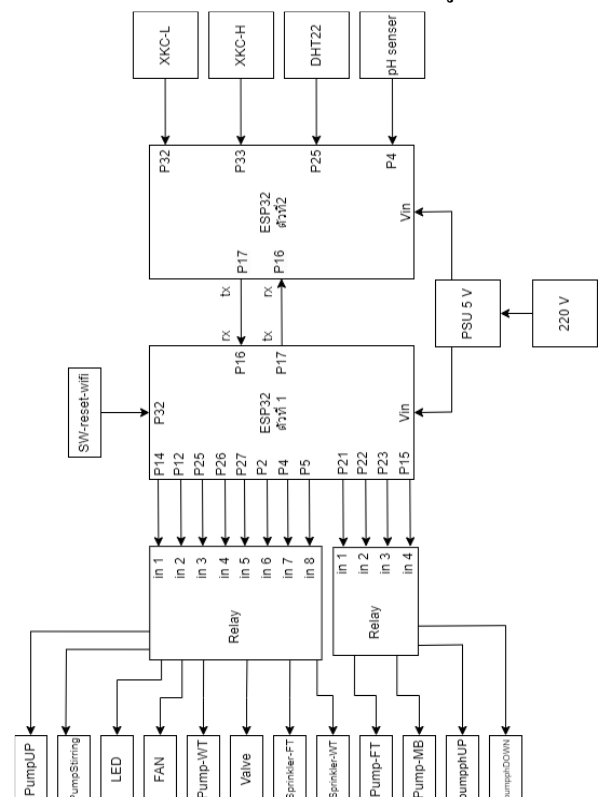 XKC-L
XKC-H
DHT22
pH senser
P32
P33
P25
P4
ESP32
ตัวที่2
Vin
P17
P16
tx
rx
rx
tx
PSU 5 V
220 V
SW-reset-wifi
P16
P17
P32
ESP32
ตัวที่ 1
Vin
P14
P12
P25
P26
P27
P2
P4
P5
P21
P22
P23
P15
in 1
in 2
in 3
in 4
in 5
in 6
in 7
in 8
Relay
in 1
in 2
in 3
in 4
Relay
PumpUP
PumpStirring
LED
FAN
Pump-WT
Valve
Sprinkler-FT
Sprinkler-WT
Pump-FT
Pump-MB
pumpphUP